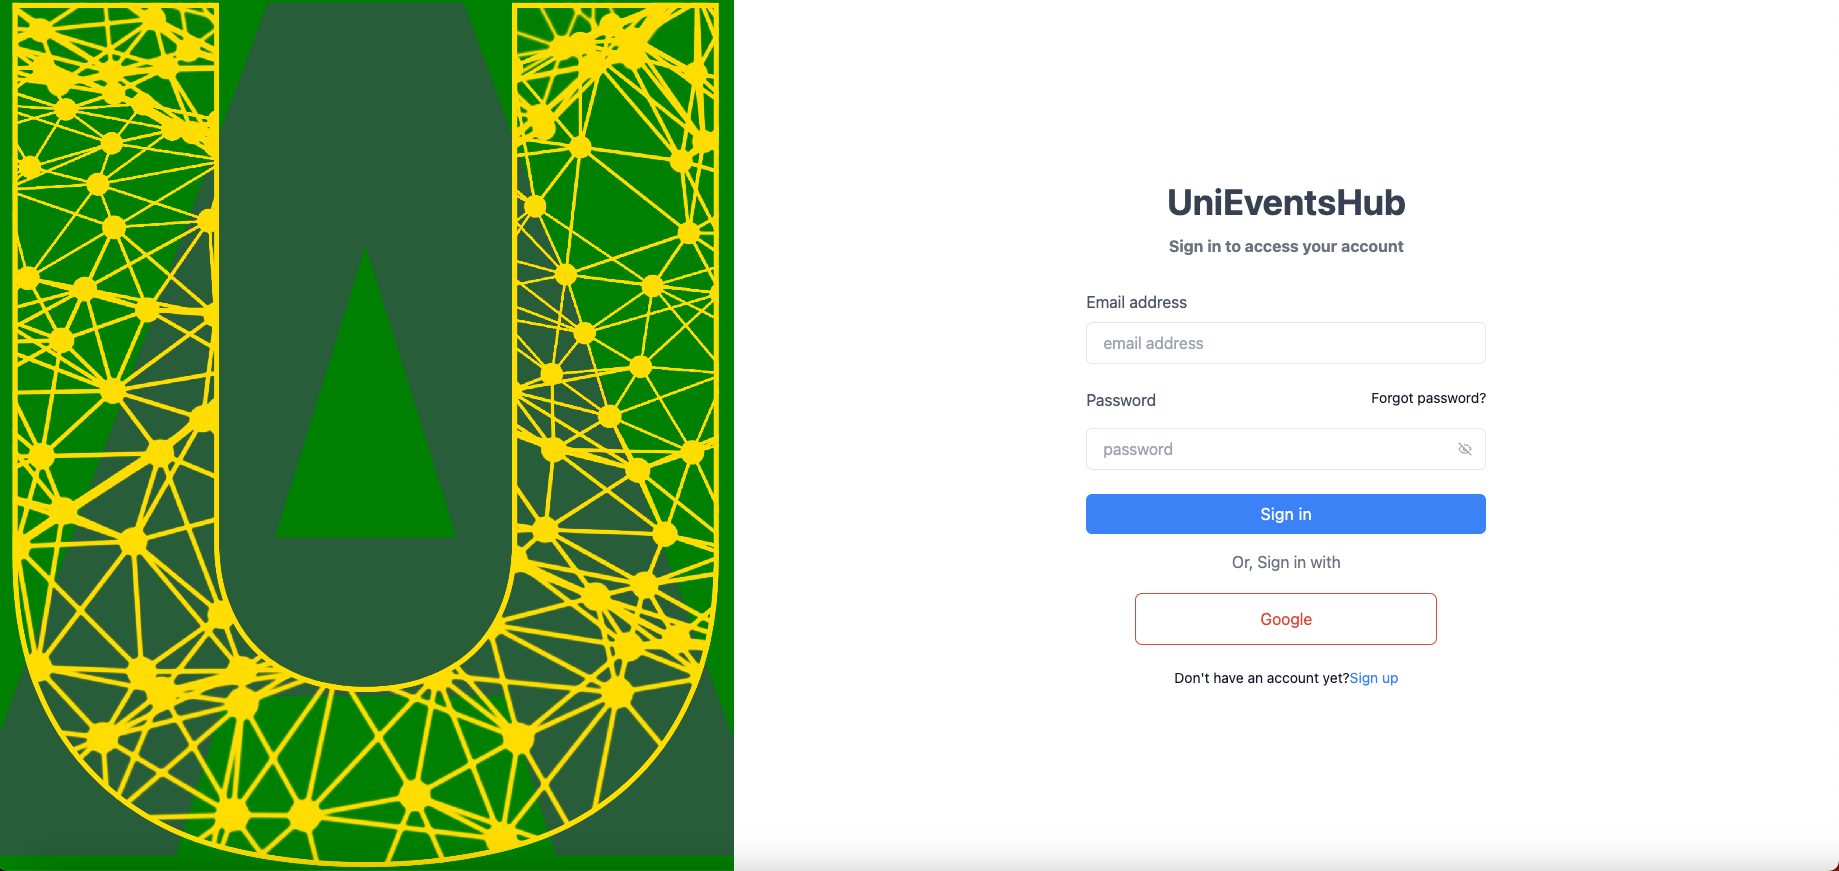 UniEventsHub
Sign in to access your account
Email address
email address
Password
Forgot password?
password
Sign in
Or, Sign in with
Google
Don't have an account yet?Sign up